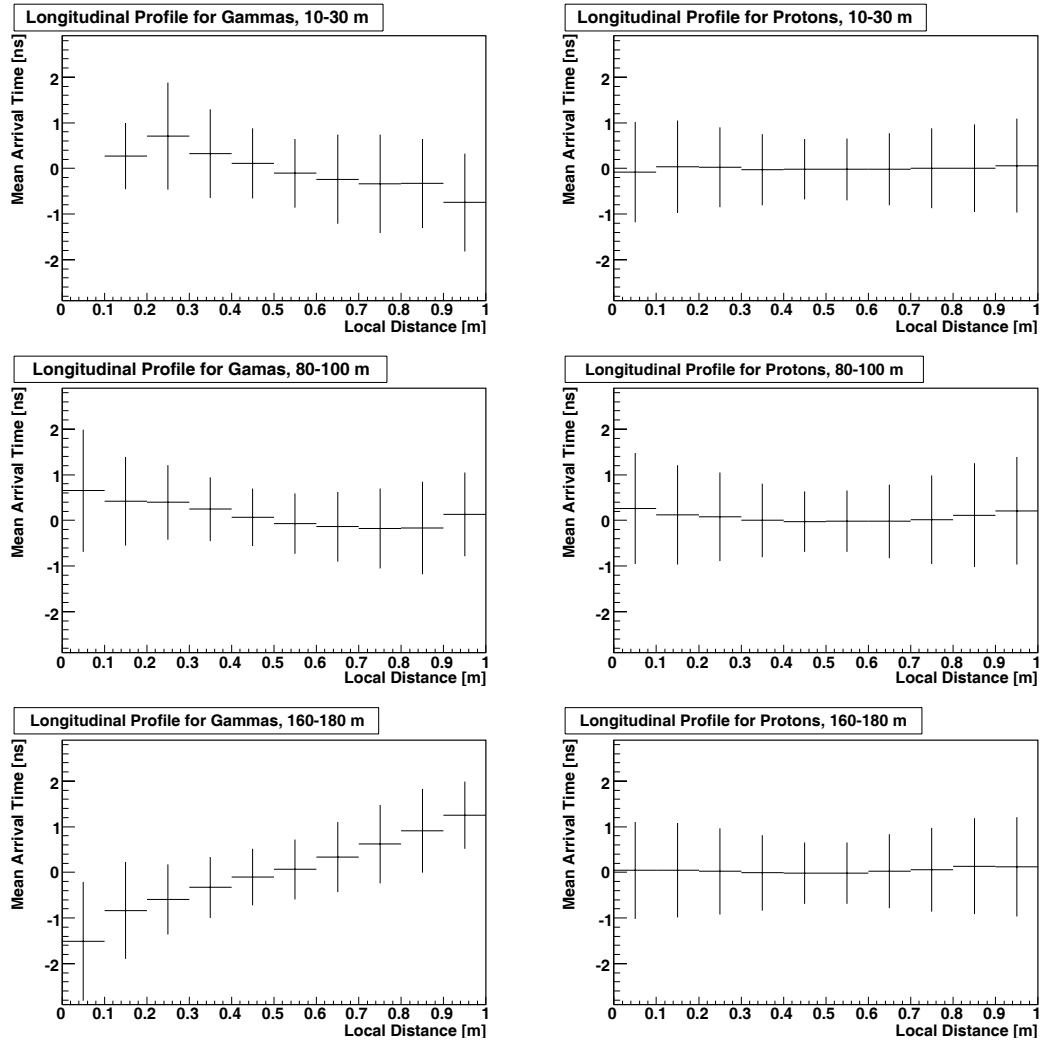 Longitudinal Profile for Gammas, 10-30 m
Mean Arrival Time [ns]
2
1
0
-1
-2
0 0.1 0.2 0.3 0.4 0.5 0.6 0.7 0.8 0.9 1
Local Distance [m]
Longitudinal Profile for Protons, 10-30 m
Mean Arrival Time [ns]
2
1
0
-1
-2
0 0.1 0.2 0.3 0.4 0.5 0.6 0.7 0.8 0.9 1
Local Distance [m]
Longitudinal Profile for Gamas, 80-100 m
Mean Arrival Time [ns]
2
1
0
-1
-2
0 0.1 0.2 0.3 0.4 0.5 0.6 0.7 0.8 0.9 1
Local Distance [m]
Longitudinal Profile for Protons, 80-100 m
Mean Arrival Time [ns]
2
1
0
-1
-2
0 0.1 0.2 0.3 0.4 0.5 0.6 0.7 0.8 0.9 1
Local Distance [m]
Longitudinal Profile for Gammas, 160-180 m
Mean Arrival Time [ns]
2
1
0
-1
-2
0 0.1 0.2 0.3 0.4 0.5 0.6 0.7 0.8 0.9 1
Local Distance [m]
Longitudinal Profile for Protons, 160-180 m
Mean Arrival Time [ns]
2
1
0
-1
-2
0 0.1 0.2 0.3 0.4 0.5 0.6 0.7 0.8 0.9 1
Local Distance [m]